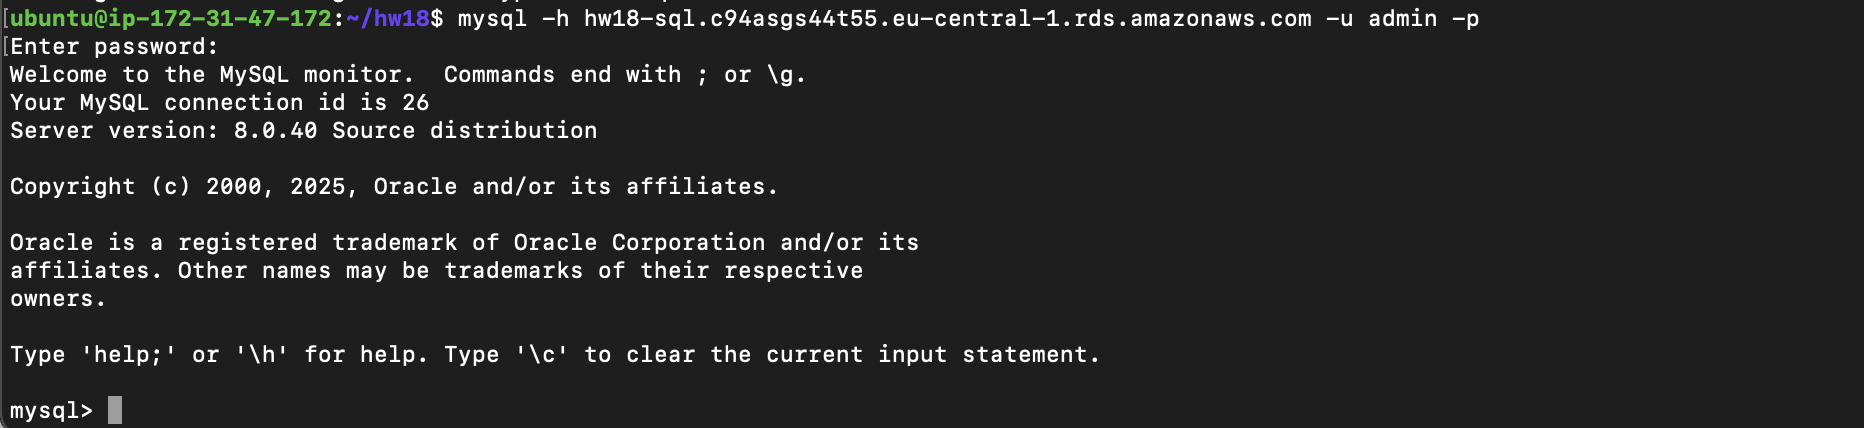 [ubuntu@ip-172-31-47-172:~/hw18$ mysql -h hw18-sql.c94asgs44t55.eu-central-1.rds.amazonaws.com -u admin -p
[Enter password:
Welcome to the MySQL monitor.  Commands end with ; or \g.
Your MySQL connection id is 26
Server version: 8.0.40 Source distribution

Copyright (c) 2000, 2025, Oracle and/or its affiliates.

Oracle is a registered trademark of Oracle Corporation and/or its
affiliates. Other names may be trademarks of their respective
owners.

Type 'help;' or '\h' for help. Type '\c' to clear the current input statement.

mysql>